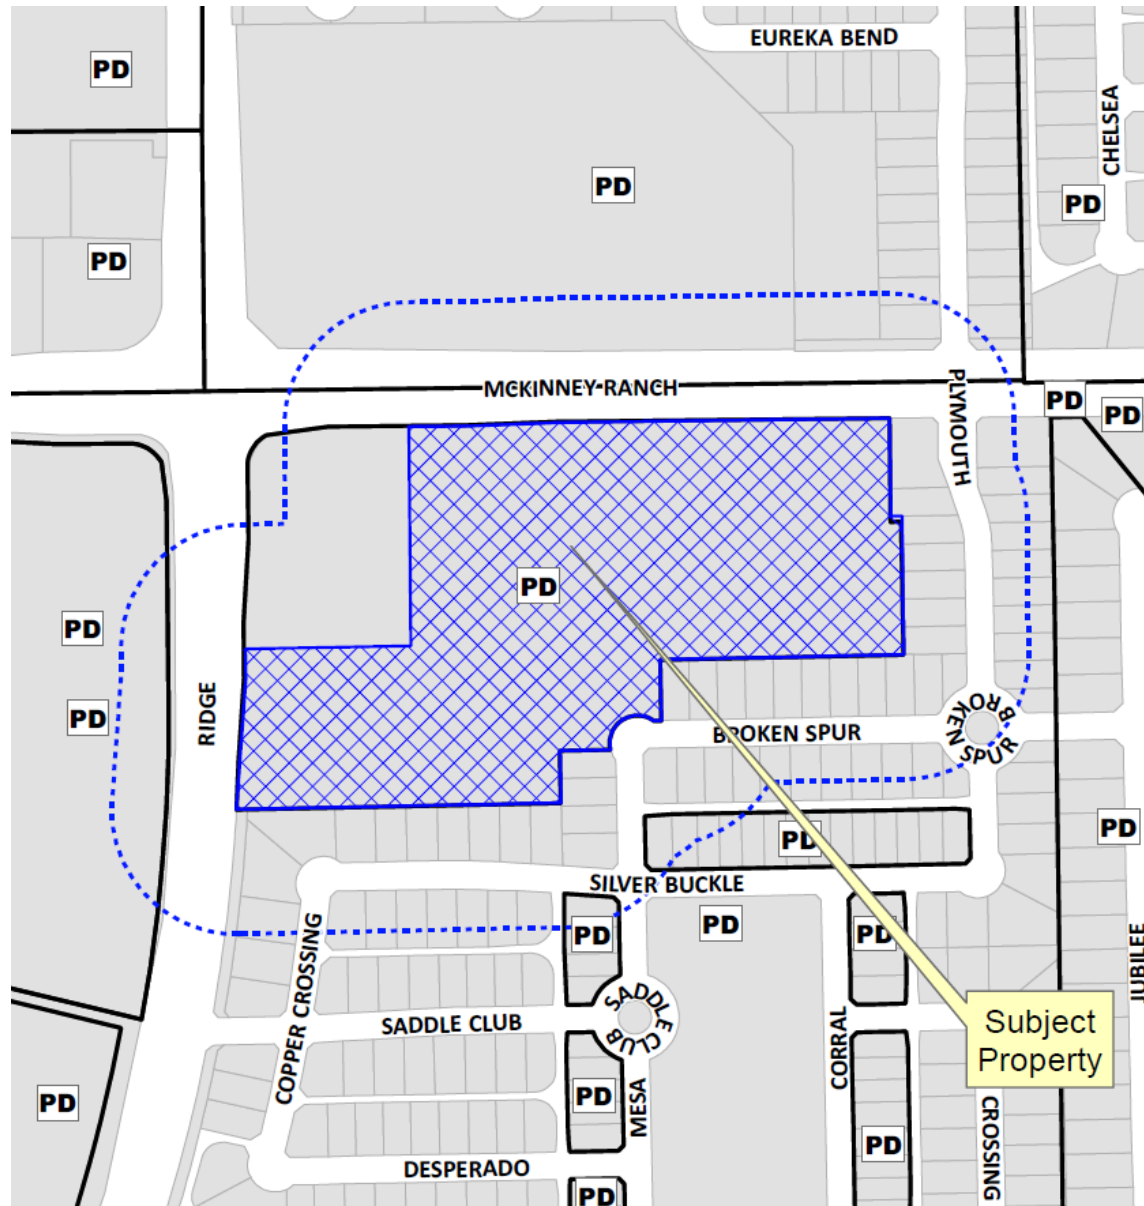 EUREKA BEND
PD
CHELSEA
PD
PD
PD
MCKINNEY RANCH
PLYMOUTH
PD
PD
PD
PD
RIDGE
PD
BROKEN SPUR
BROKEN SPUR
PD
PD
SILVER BUCKLE
PD
PD
PD
JUBILEE
COPPER CROSSING
SADDLE CLUB
SADDLE CLUB
CORRAL
Subject
Property
PD
PD
MESA
CROSSING
PD
DESPERADO
PD